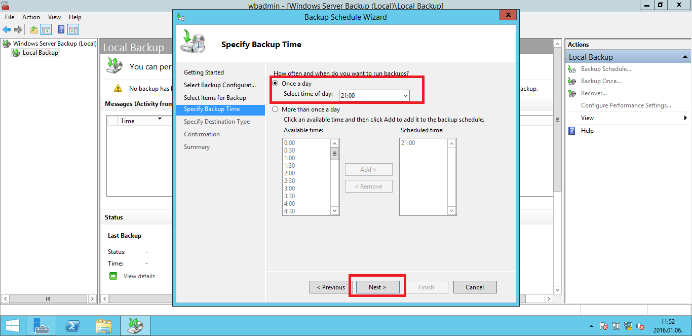 wbadmin - [Windows Server Backup (Local)\Local Backup]
File Action View Help
Windows Server Backup (Local)
Local Backup
Local Backup
You can per
No backup has b
Messages (Activity from
Time
Status
Last Backup
Status: -
Time: -
View details
Backup Schedule Wizard
Specify Backup Time
Getting Started
Select Backup Configurat...
Select Items for Backup
Specify Backup Time
Specify Destination Type
Confirmation
Summary
How often and when do you want to run backups?
Once a day
Select time of day: 21:00
More than once a day
Click an available time and then click Add to add it to the backup schedule.
Available time:
0:00
0:30
1:00
1:30
2:00
2:30
3:00
3:30
4:00
4:30
Add >
< Remove
Scheduled time:
21:00
< Previous
Next >
Finish
Cancel
ackup.
Actions
Local Backup
Backup Schedule...
Backup Once...
Recover...
Configure Performance Settings...
View
Help
11:52
2016.01.06.